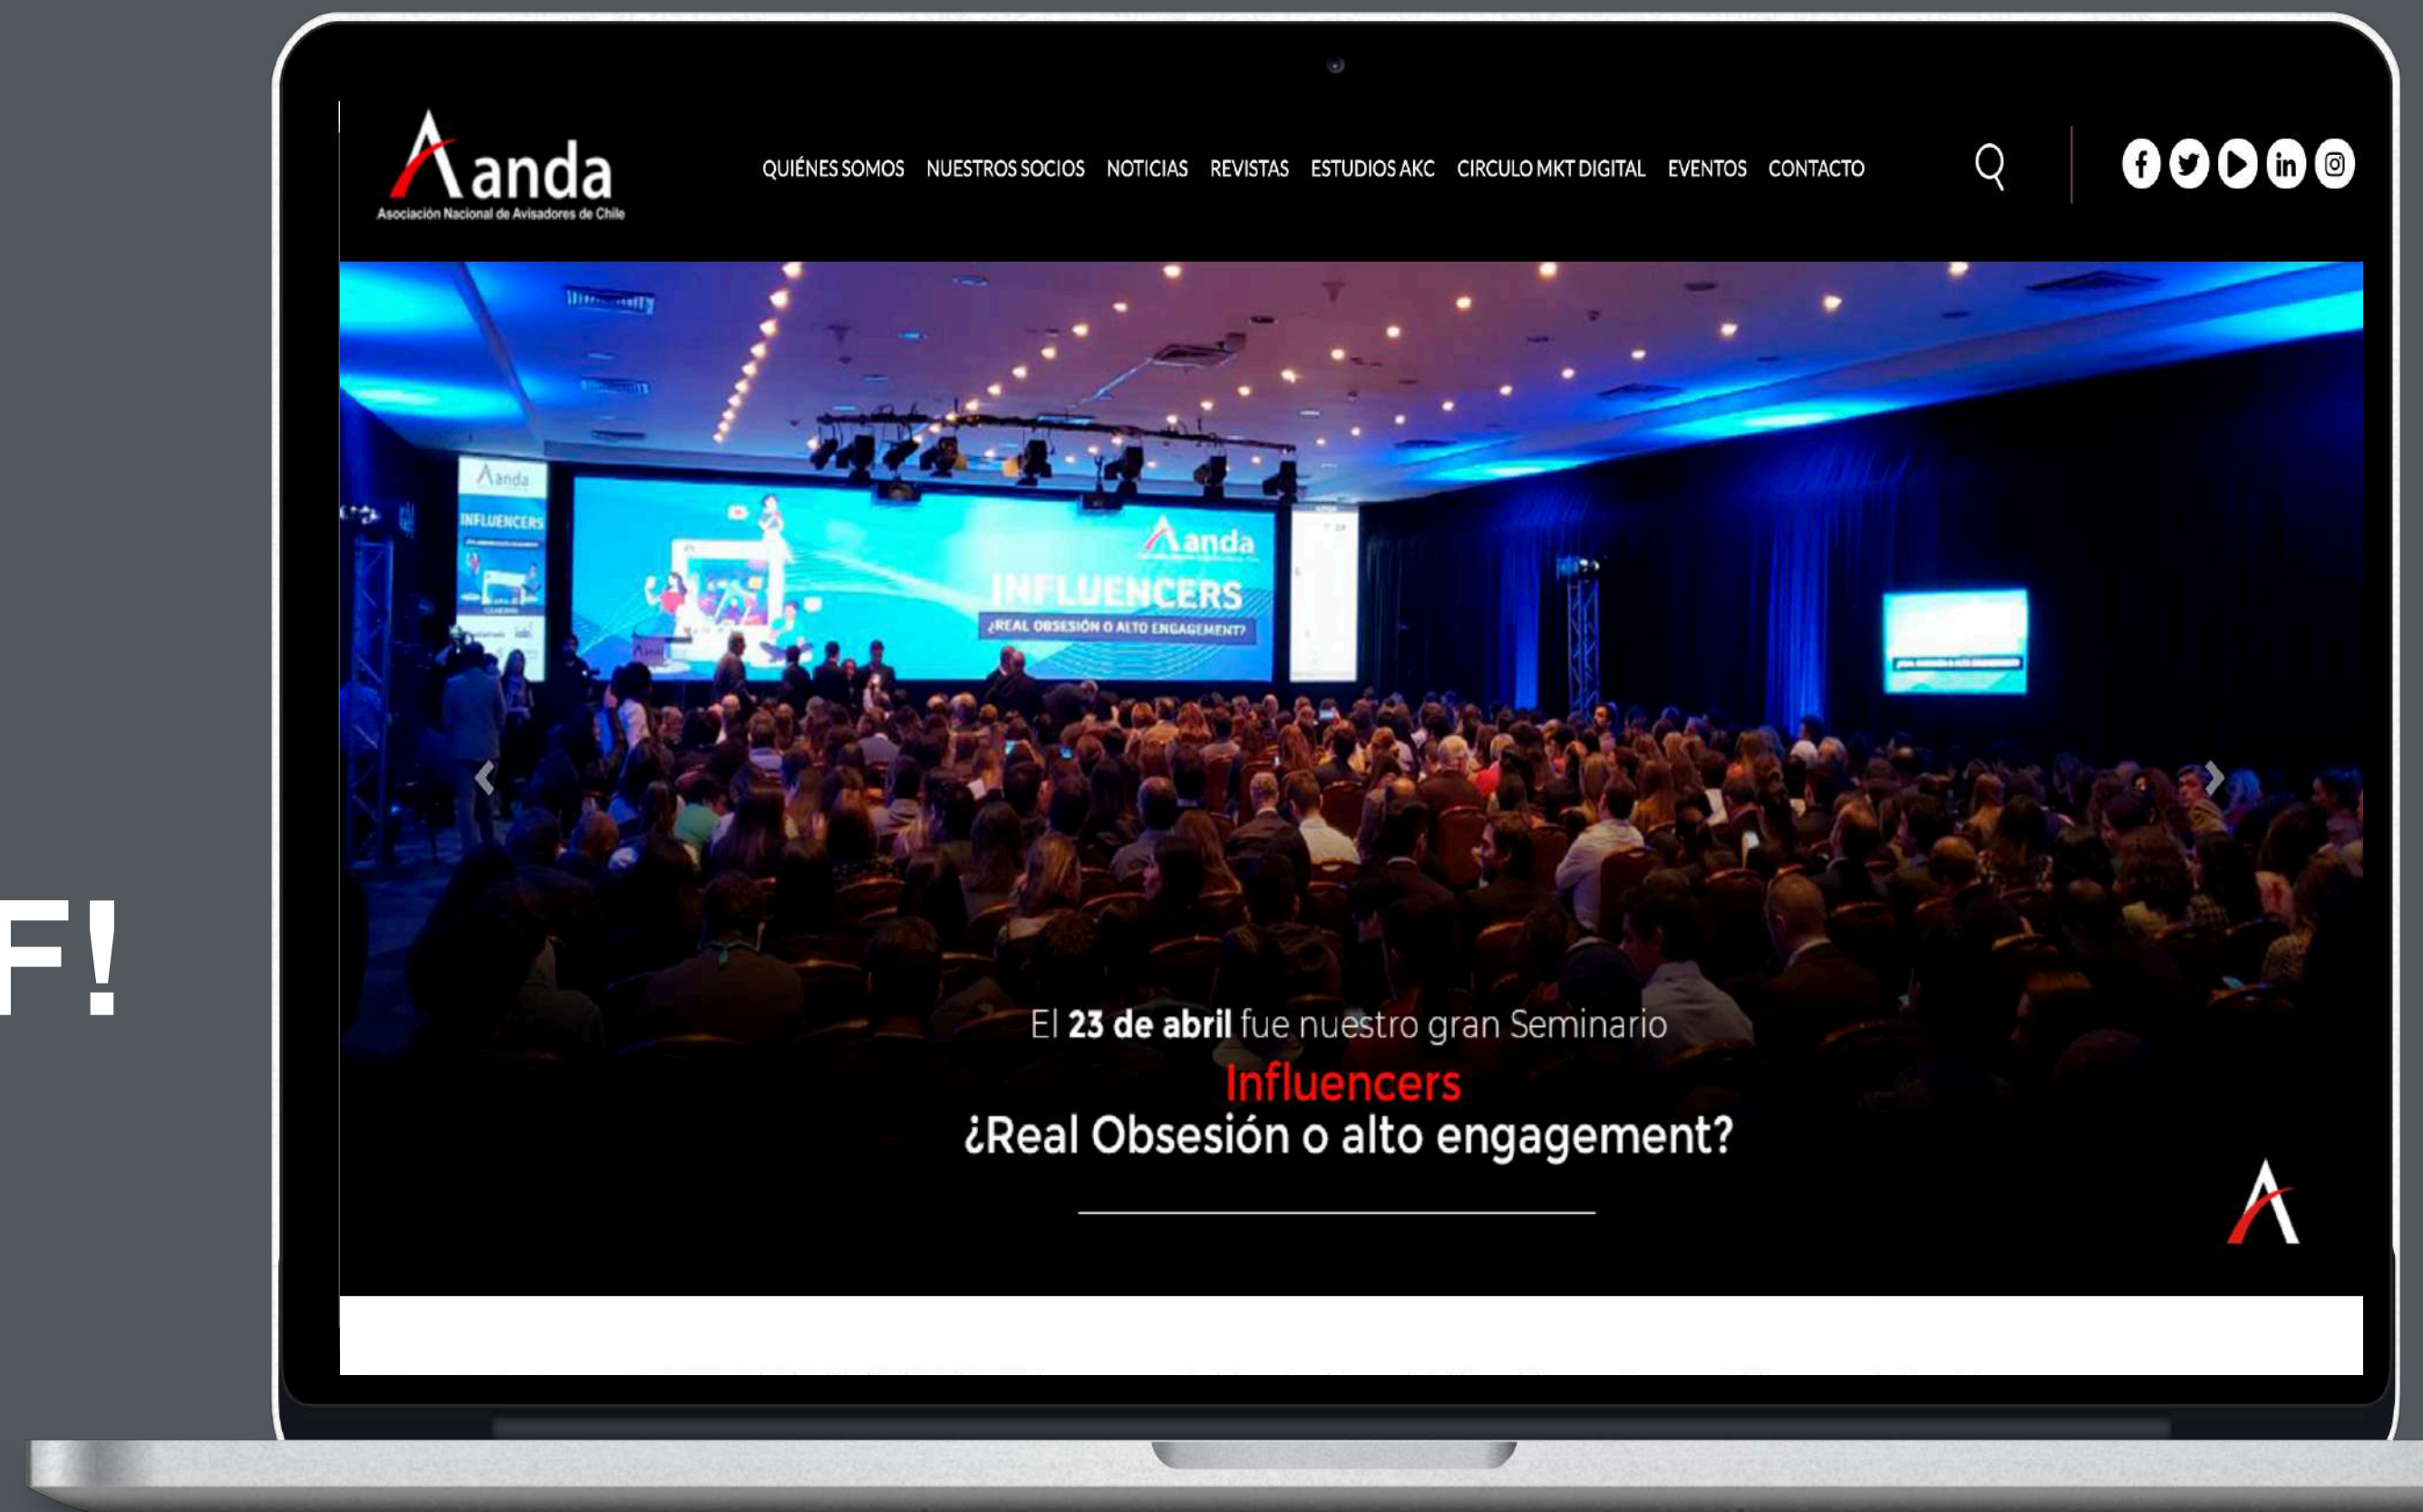 F!
anda
Asociación Nacional de Avisadores de Chile
QUIÉNES SOMOS NUESTROS SOCIOS NOTICIAS REVISTAS ESTUDIOS AKC CIRCULO MKT DIGITAL EVENTOS CONTACTO
anda
INFLUENCERS
anda
INFLUENCERS
¿REAL OBSESIÓN O ALTO ENGAGEMENT?
El 23 de abril fue nuestro gran Seminario
Influencers
¿Real Obsesión o alto engagement?